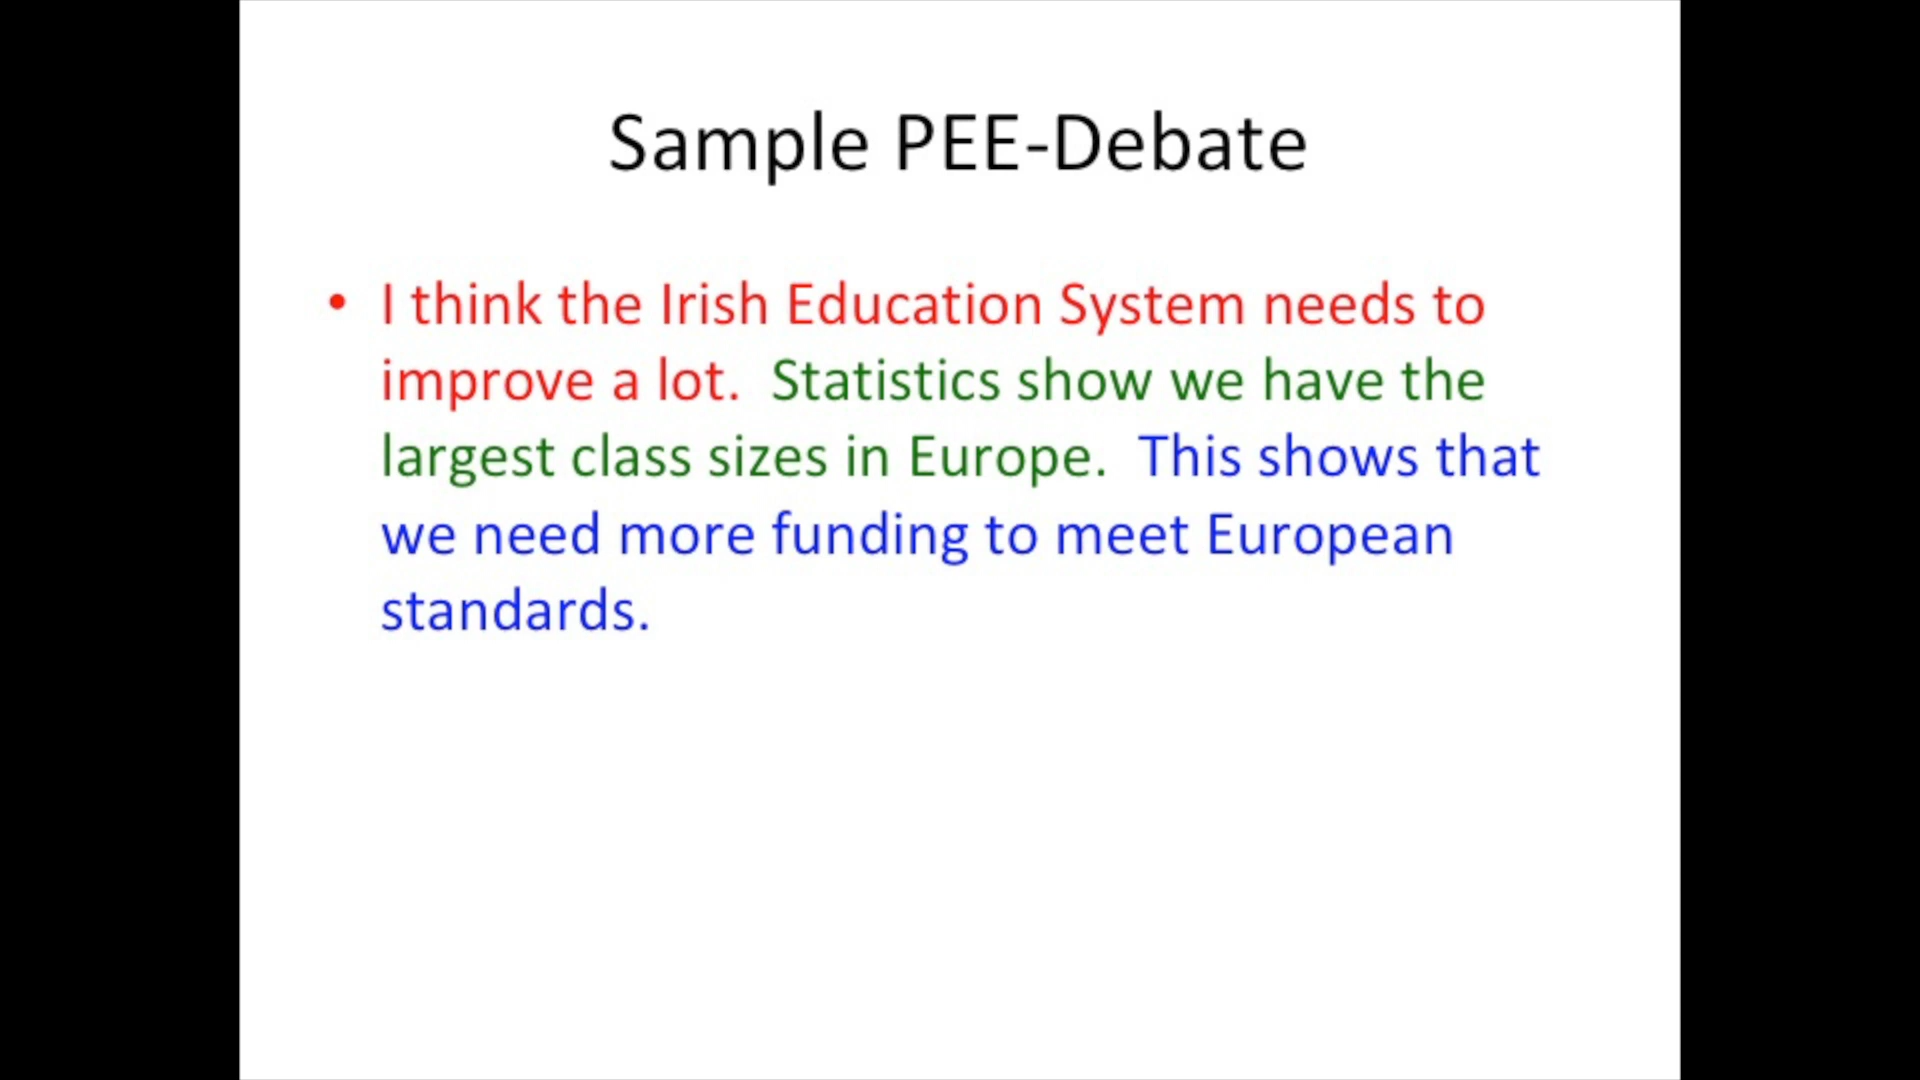 Sample PEE-Debate
• I think the Irish Education System needs to
improve a lot.  Statistics show we have the
largest class sizes in Europe.  This shows that
we need more funding to meet European
standards.